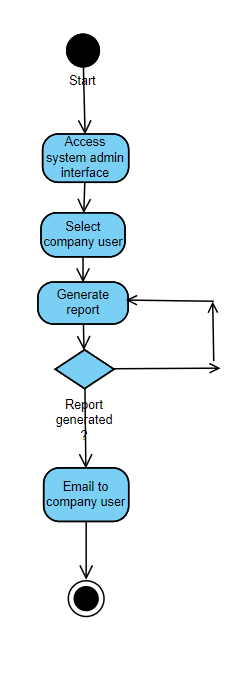 Start
Access
system admin
interface
Select
company user
Generate
report
Report
generated
?
Email to
company user